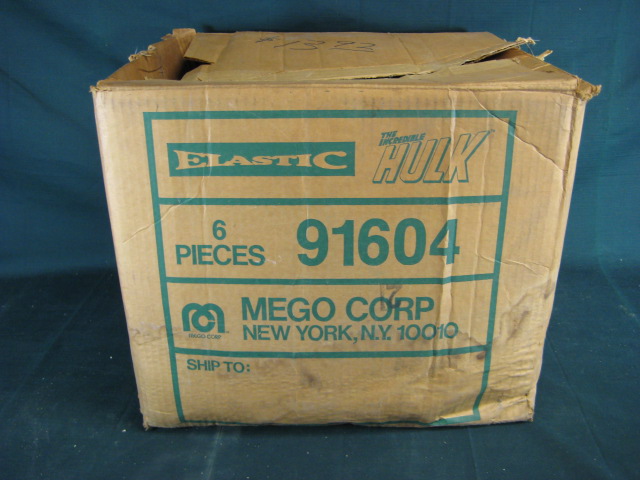 ELASTIC
THE
INCREDIBLE
HULK
6
PIECES
91604
MEGO CORP
NEW YORK, N.Y. 10010
MEGO-CORP
SHIP TO: